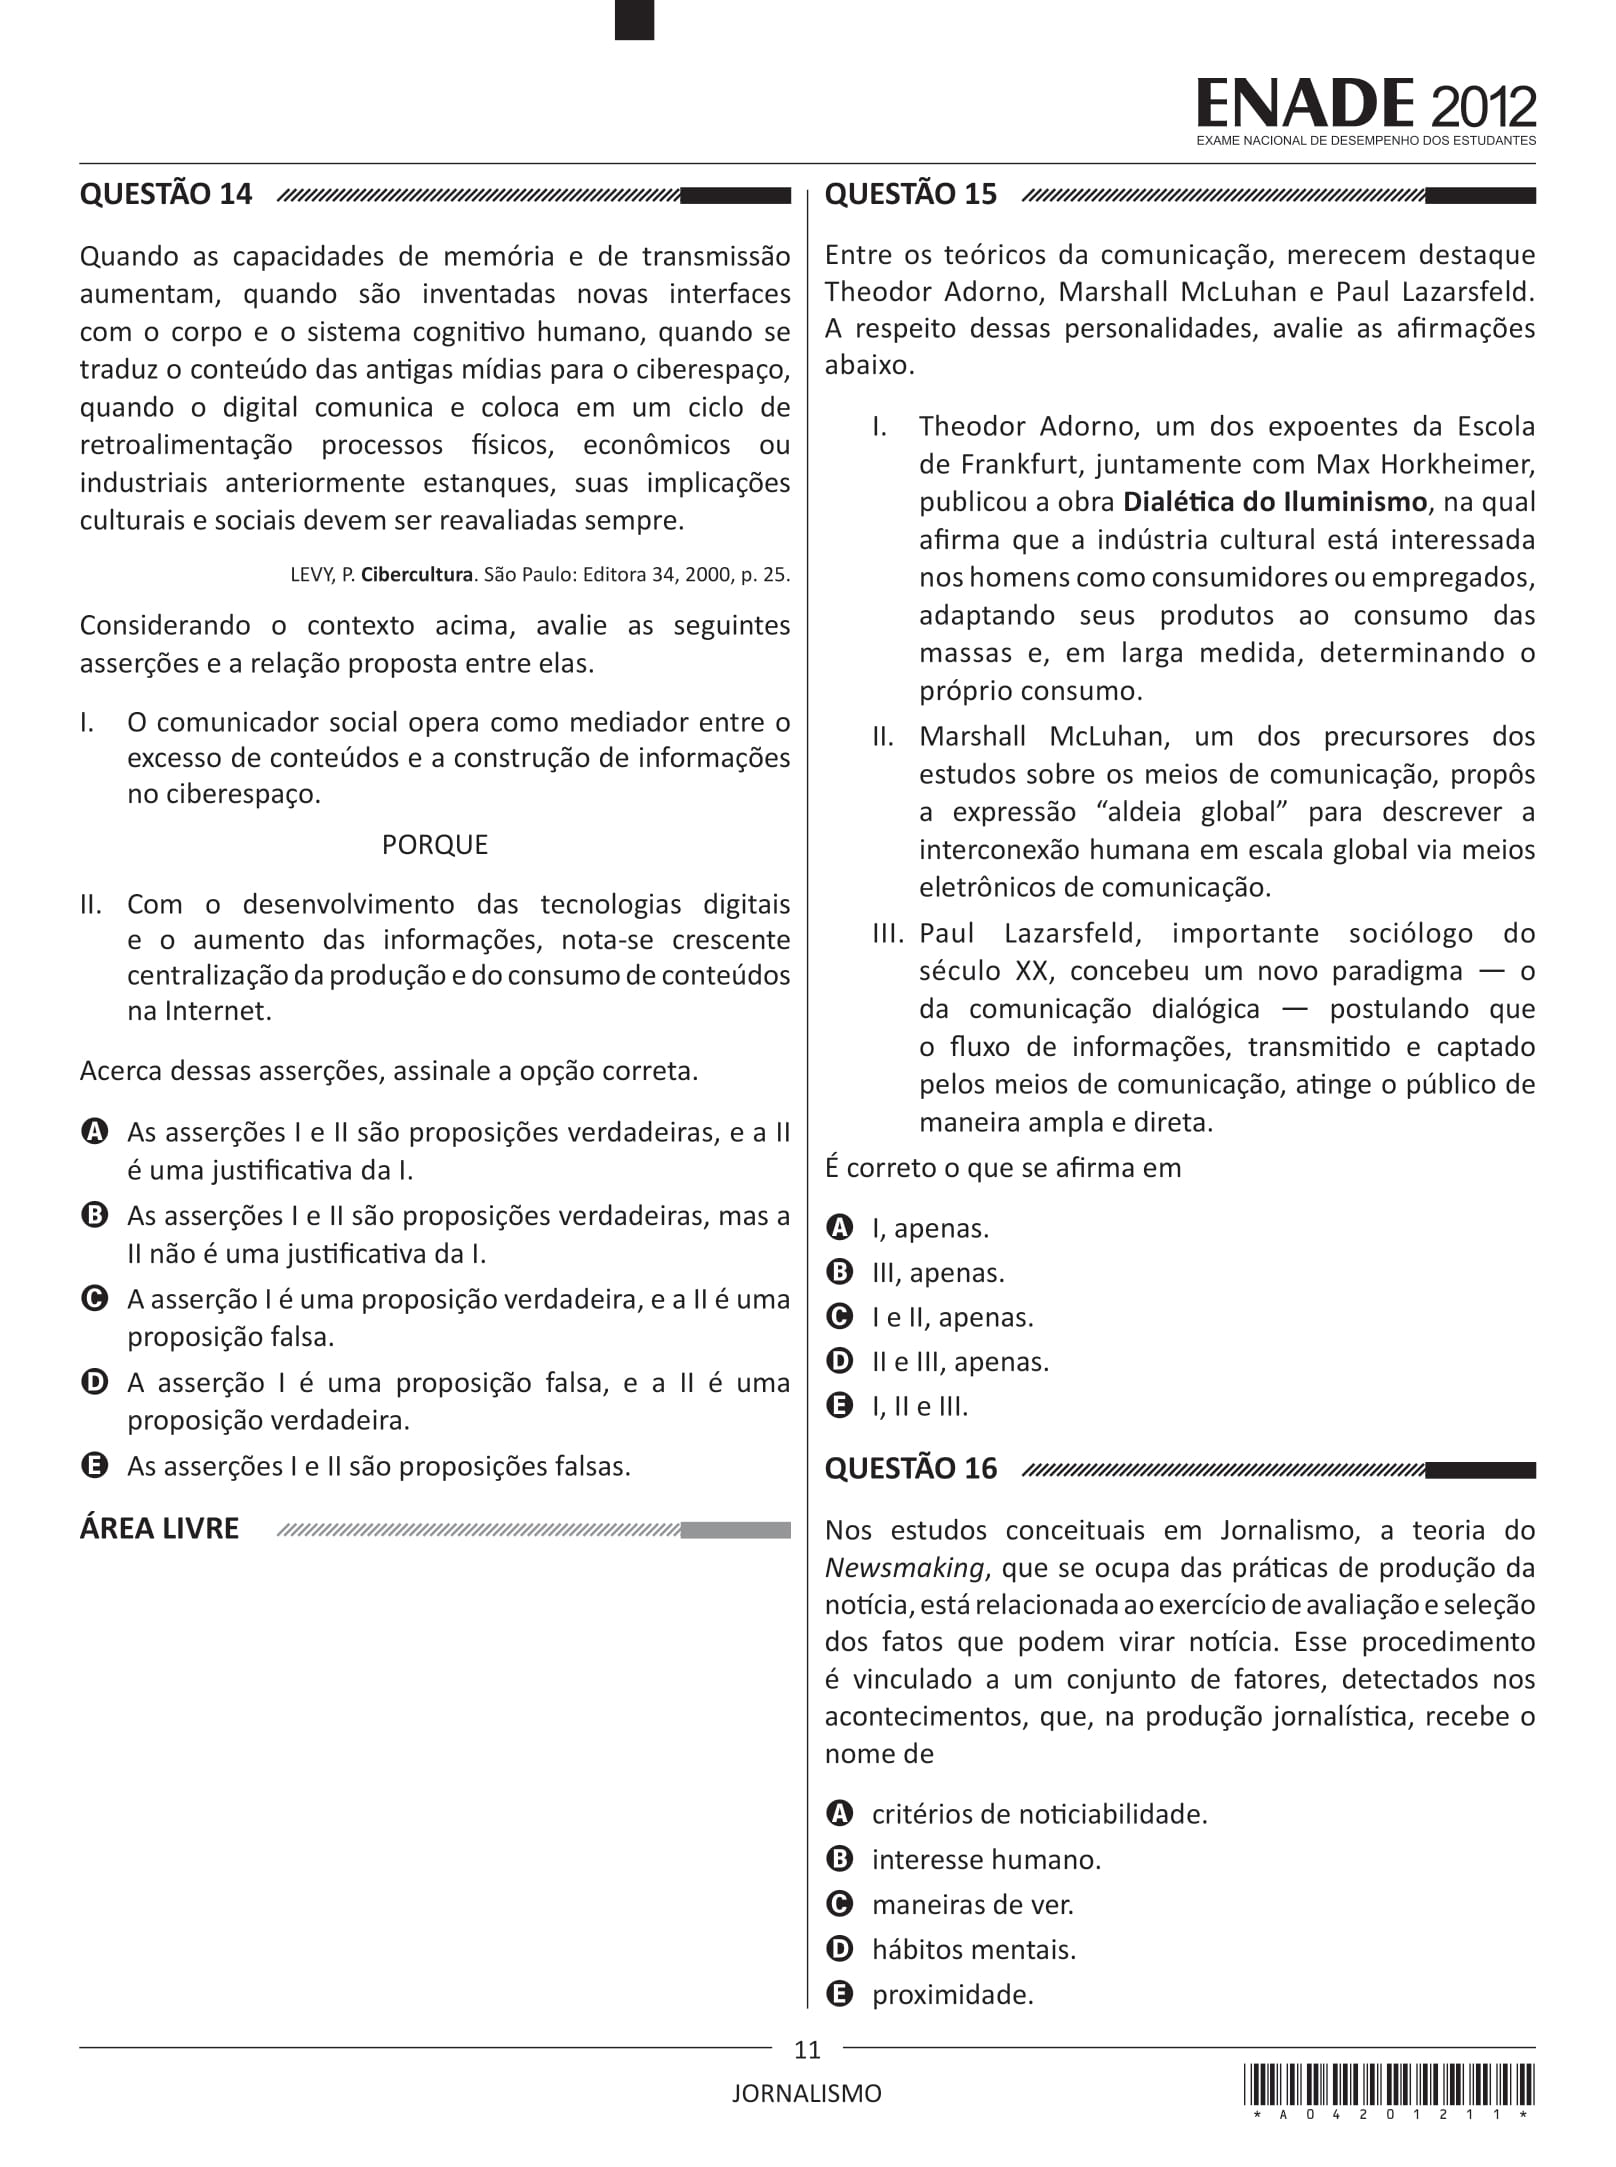 ENADE 2012
EXAME NACIONAL DE DESEMPENHO DOS ESTUDANTES
QUESTÃO 14
Quando as capacidades de memória e de transmissão
aumentam, quando são inventadas novas interfaces
com o corpo e o sistema cognitivo humano, quando se
traduz o conteúdo das antigas mídias para o ciberespaço,
quando o digital comunica e coloca em um ciclo de
retroalimentação processos físicos, econômicos ou
industriais anteriormente estanques, suas implicações
culturais e sociais devem ser reavaliadas sempre.
LEVY, P. Cibercultura. São Paulo: Editora 34, 2000, p. 25.
Considerando o contexto acima, avalie as seguintes
asserções e a relação proposta entre elas.
I. O comunicador social opera como mediador entre o
excesso de conteúdos e a construção de informações
no ciberespaço.
PORQUE
II. Com o desenvolvimento das tecnologias digitais
e o aumento das informações, nota-se crescente
centralização da produção e do consumo de conteúdos
na Internet.
Acerca dessas asserções, assinale a opção correta.
A As asserções I e II são proposições verdadeiras, e a II
é uma justificativa da I.
B As asserções I e II são proposições verdadeiras, mas a
II não é uma justificativa da I.
C A asserção I é uma proposição verdadeira, e a II é uma
proposição falsa.
D A asserção I é uma proposição falsa, e a II é uma
proposição verdadeira.
E As asserções I e II são proposições falsas.
ÁREA LIVRE
QUESTÃO 15
Entre os teóricos da comunicação, merecem destaque
Theodor Adorno, Marshall McLuhan e Paul Lazarsfeld.
A respeito dessas personalidades, avalie as afirmações
abaixo.
I. Theodor Adorno, um dos expoentes da Escola
de Frankfurt, juntamente com Max Horkheimer,
publicou a obra Dialética do Iluminismo, na qual
afirma que a indústria cultural está interessada
nos homens como consumidores ou empregados,
adaptando seus produtos ao consumo das
massas e, em larga medida, determinando o
próprio consumo.
II. Marshall McLuhan, um dos precursores dos
estudos sobre os meios de comunicação, propôs
a expressão “aldeia global” para descrever a
interconexão humana em escala global via meios
eletrônicos de comunicação.
III. Paul Lazarsfeld, importante sociólogo do
século XX, concebeu um novo paradigma — o
da comunicação dialógica — postulando que
o fluxo de informações, transmitido e captado
pelos meios de comunicação, atinge o público de
maneira ampla e direta.
É correto o que se afirma em
A I, apenas.
B III, apenas.
C I e II, apenas.
D II e III, apenas.
E I, II e III.
QUESTÃO 16
Nos estudos conceituais em Jornalismo, a teoria do
Newsmaking, que se ocupa das práticas de produção da
notícia, está relacionada ao exercício de avaliação e seleção
dos fatos que podem virar notícia. Esse procedimento
é vinculado a um conjunto de fatores, detectados nos
acontecimentos, que, na produção jornalística, recebe o
nome de
A critérios de noticiabilidade.
B interesse humano.
C maneiras de ver.
D hábitos mentais.
E proximidade.
11
JORNALISMO
* A 0 4 2 0 1 2 1 1 *